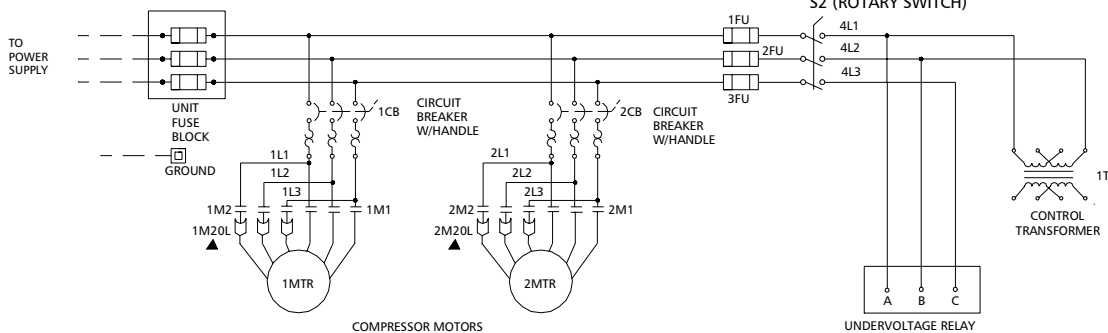 S2 (ROTARY SWITCH)
TO
POWER
SUPPLY
1FU
2FU
3FU
4L1
4L2
4L3
UNIT
FUSE
BLOCK
GROUND
1CB
CIRCUIT
BREAKER
W/HANDLE
2CB
CIRCUIT
BREAKER
W/HANDLE
1L1
1L2
1L3
2L1
2L2
2L3
1M2
1M1
2M2
2M1
1M20L
2M20L
1MTR
2MTR
1T
CONTROL
TRANSFORMER
A B C
COMPRESSOR MOTORS
UNDERVOLTAGE RELAY